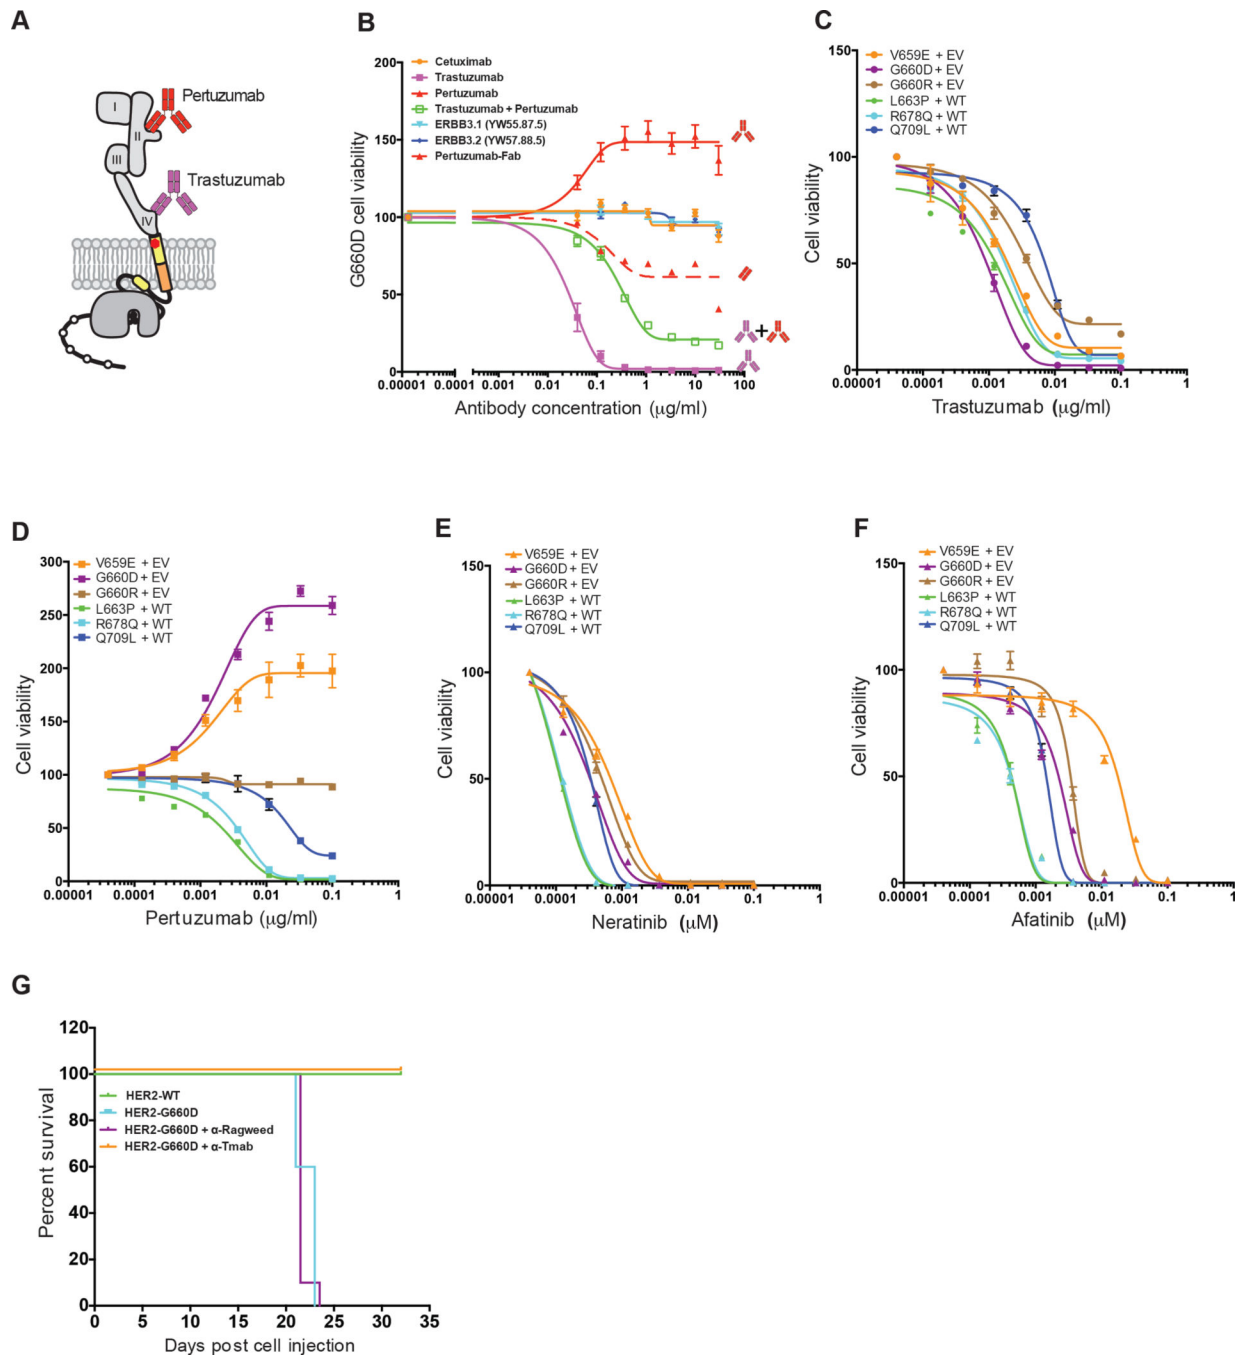 A
Pertuzumab
I
II
III
Trastuzumab
IV
B
Cetuximab
Trastuzumab
Pertuzumab
Trastuzumab + Pertuzumab
ERBB3.1 (YW55.87.5)
ERBB3.2 (YW57.88.5)
Pertuzumab-Fab
G660D cell viability
200
150
100
50
0
0.00001
0.0001
0.01
0.1
1
10
100
+
Antibody concentration (μg/ml)
C
V659E + EV
G660D + EV
G660R + EV
L663P + WT
R678Q + WT
Q709L + WT
Cell viability
150
100
50
0
0.00001
0.001
0.01
0.1
1
Trastuzumab (μg/ml)
D
V659E + EV
G660D + EV
G660R + EV
L663P + WT
R678Q + WT
Q709L + WT
Cell viability
300
250
200
150
100
50
0
0.00001
0.0001
0.001
0.01
0.1
1
Pertuzumab (μg/ml)
E
V659E + EV
G660D + EV
G660R + EV
L663P + WT
R678Q + WT
Q709L + WT
Cell viability
150
100
50
0
0.00001
0.0001
0.001
0.01
0.1
1
Neratinib (μM)
F
V659E + EV
G660D + EV
G660R + EV
L663P + WT
R678Q + WT
Q709L + WT
Cell viability
150
100
50
0
0.00001
0.001
0.01
0.1
1
Afatinib (μM)
G
HER2-WT
HER2-G660D
HER2-G660D + α-Ragweed
HER2-G660D + α-Tmab
Percent survival
120
100
80
60
40
20
0
0
5
10
15
20
25
30
35
Days post cell injection